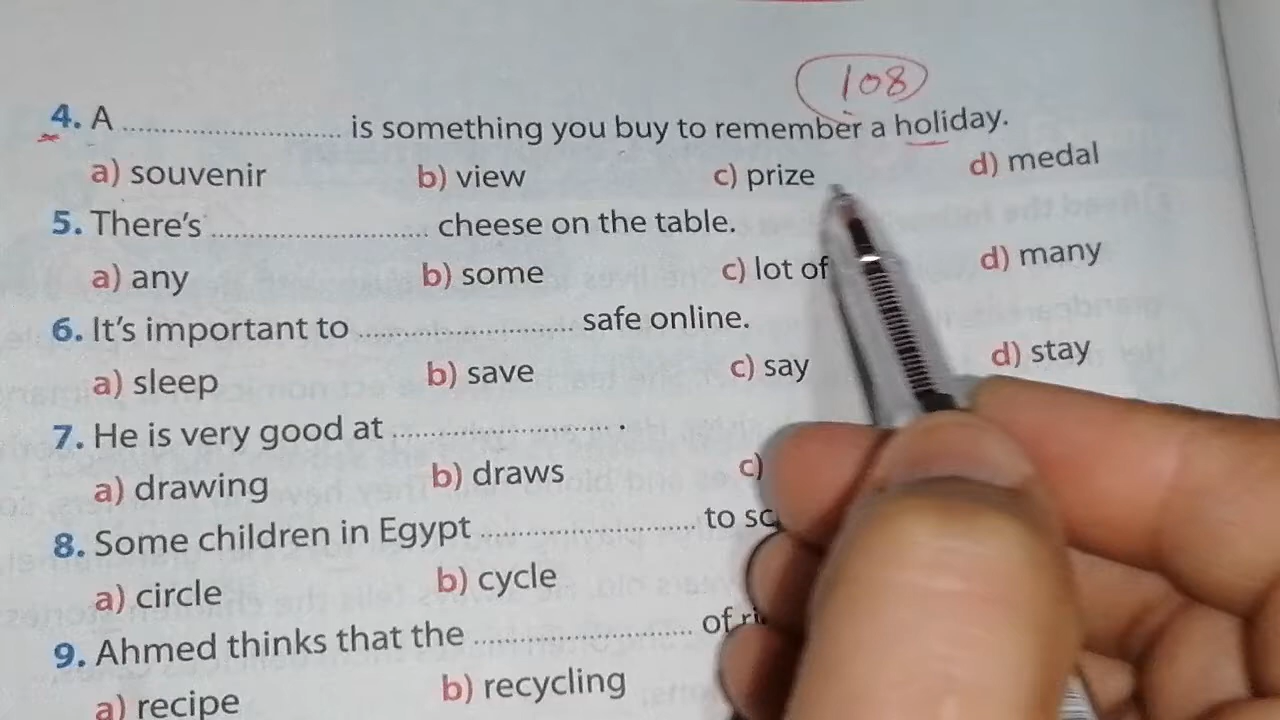 108
4. A .............................. is something you buy to remember a holiday.
a) souvenir b) view c) prize d) medal
5. There's .............................. cheese on the table.
a) any b) some c) lot of d) many
6. It's important to .............................. safe online.
a) sleep b) save c) say d) stay
7. He is very good at .............................. .
a) drawing b) draws c)
8. Some children in Egypt .............................. to
a) circle b) cycle
9. Ahmed thinks that the .............................. of
a) recipe b) recycling